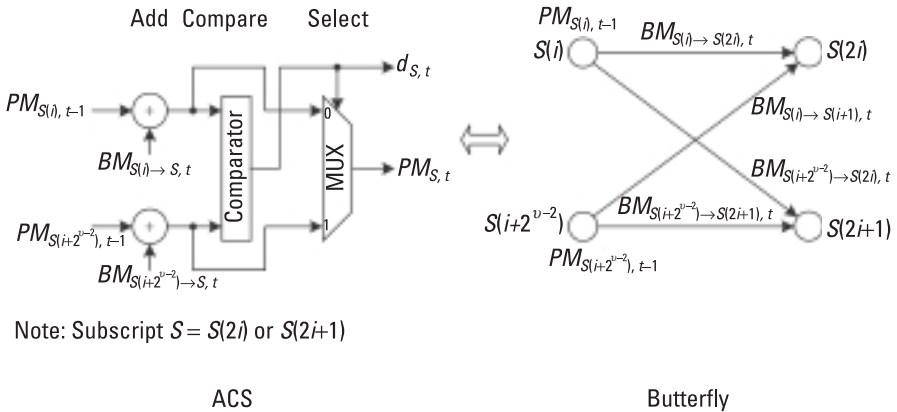 Add Compare Select
PM_{S(i), t–1}
BM_{S(i)→ S, t}
PM_{S(i+2^{υ–2}), t–1}
BM_{S(i+2^{υ–2})→S, t}
Comparator
0
MUX
1
d_{S, t}
PM_{S, t}
PM_{S(i), t–1}
S(i)
BM_{S(i)→ S(2i), t}
S(2i)
BM_{S(i)→ S(i+1), t}
BM_{S(i+2^{υ–2})→S(2i), t}
S(i+2^{υ–2})
BM_{S(i+2^{υ–2})→S(2i+1), t}
S(2i+1)
PM_{S(i+2^{υ–2}), t–1}
Note: Subscript S = S(2i) or S(2i+1)
ACS
Butterfly